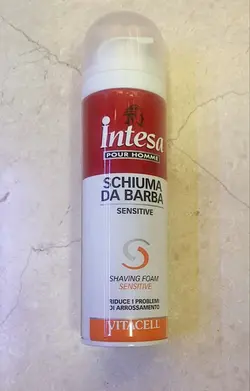 intesa
POUR HOMME
SCHIUMA
DA BARBA
SENSITIVE
SHAVING FOAM
SENSITIVE
RIDUCE I PROBLEMI
DI ARROSSAMENTO
VITACELL